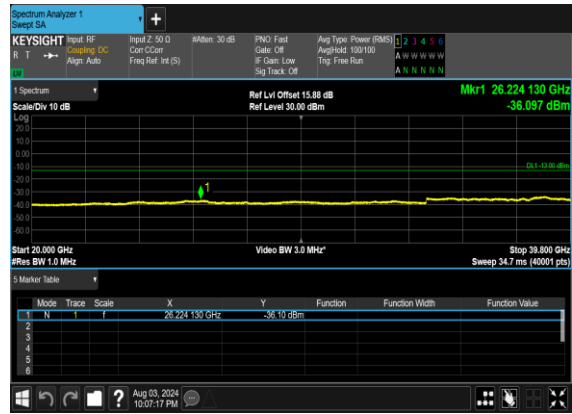 Spectrum Analyzer 1
Swept SA
+
KEYSIGHT Input: RF Input Z: 50 Ω #Atten: 30 dB PNO: Fast Avg Type: Power (RMS) 1 2 3 4 5 6
R T Coupling: DC Corr CCorr Gate: Off Avg|Hold: 100/100 A W W W W W
Align: Auto Freq Ref: Int (S) IF Gain: Low Trig: Free Run A N N N N N
Sig Track: Off
1 Spectrum Ref Lvl Offset 15.88 dB Mkr1 26.224 130 GHz
Scale/Div 10 dB Ref Level 30.00 dBm -36.097 dBm
Log
20.0
10.0
0.00
-10.0 DL1 -13.00 dBm
-20.0
-30.0 1
-40.0
-50.0
-60.0
Start 20.000 GHz Video BW 3.0 MHz* Stop 39.800 GHz
#Res BW 1.0 MHz Sweep 34.7 ms (40001 pts)
5 Marker Table
Mode Trace Scale X Y Function Function Width Function Value
1 N 1 f 26.224 130 GHz -36.10 dBm
2
3
4
5
6
? Aug 03, 2024
10:07:17 PM